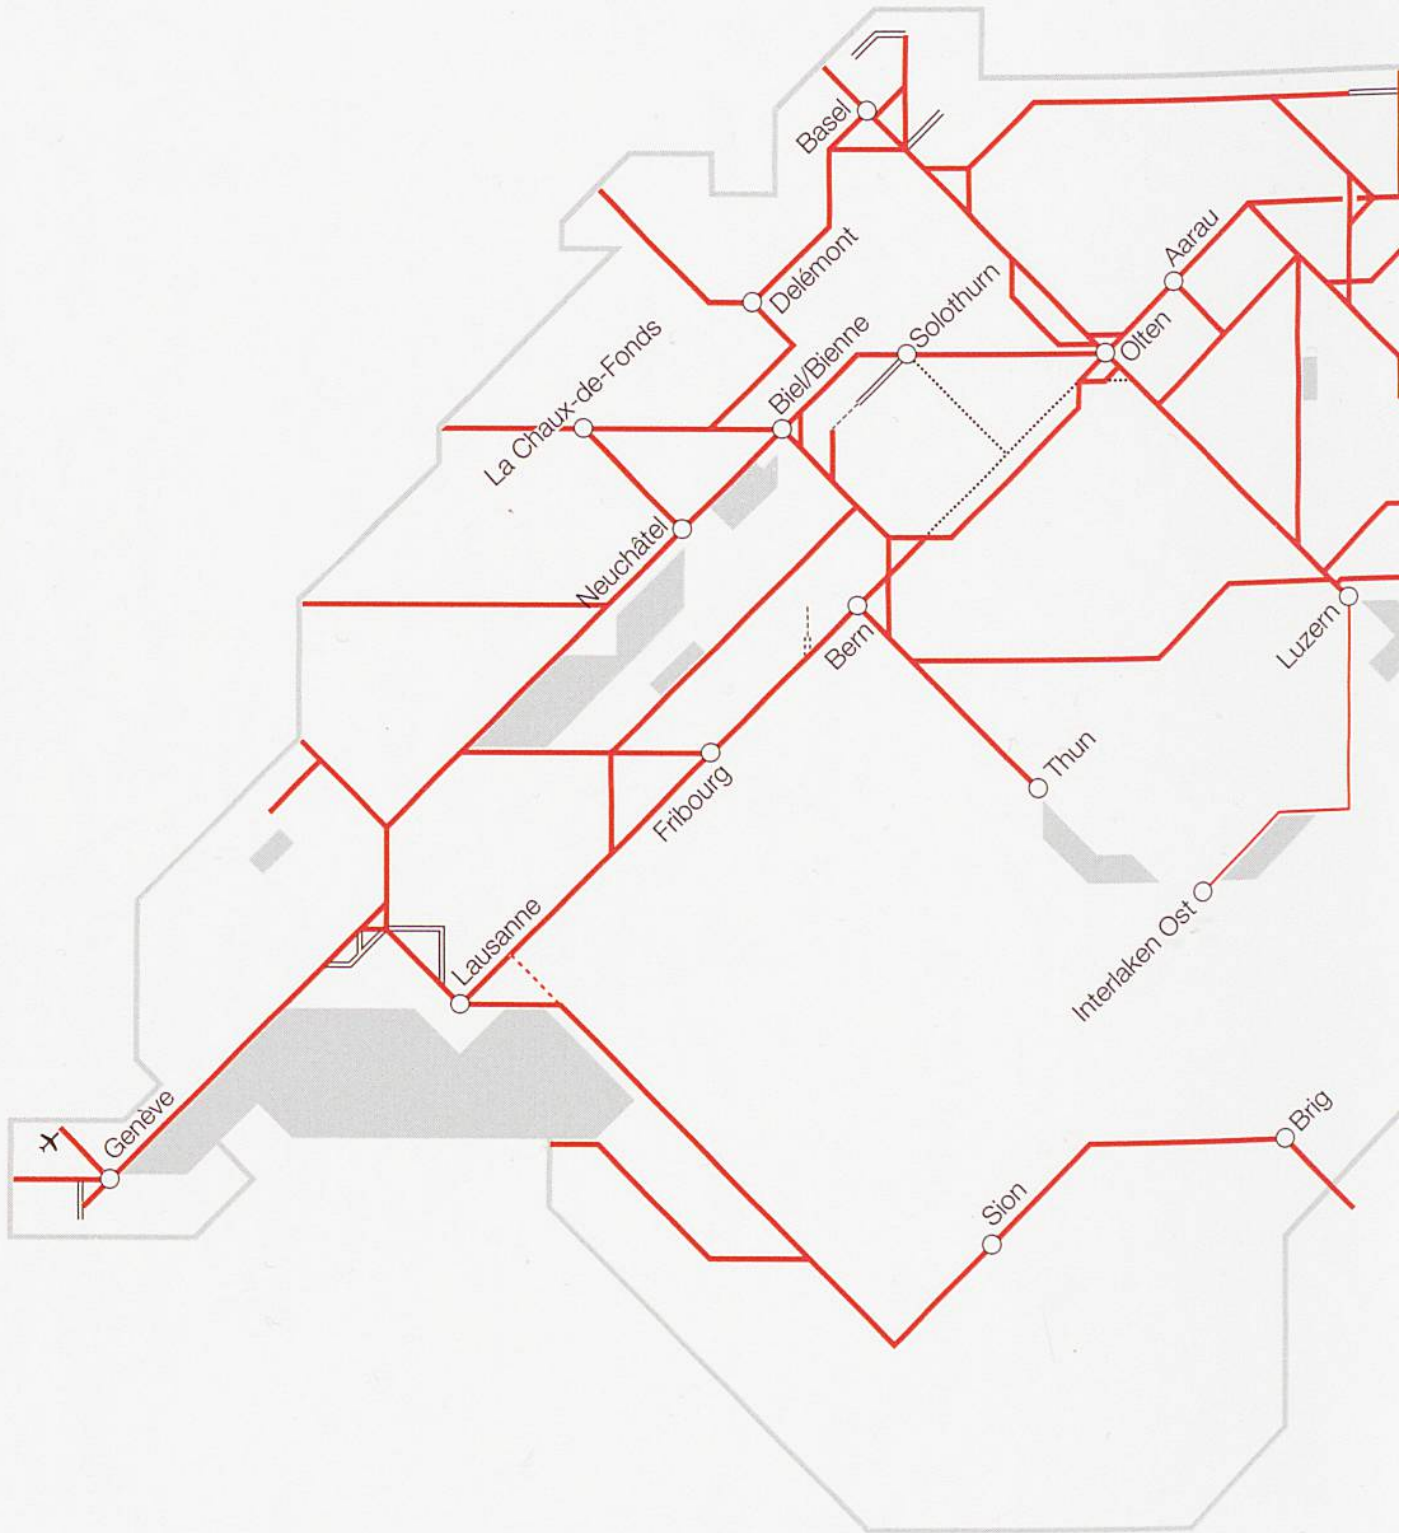 Basel
Aarau
Delémont
Solothurn
Olten
Biel/Bienne
La Chaux-de-Fonds
Neuchâtel
Bern
Luzern
Thun
Fribourg
Lausanne
Interlaken Ost
Genève
Brig
Sion